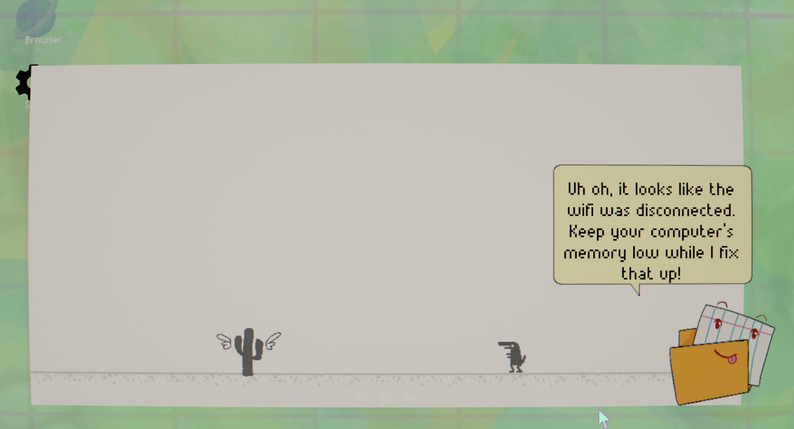 Browser
Uh oh, it looks like the
wifi was disconnected.
Keep your computer's
memory low while I fix
that up!